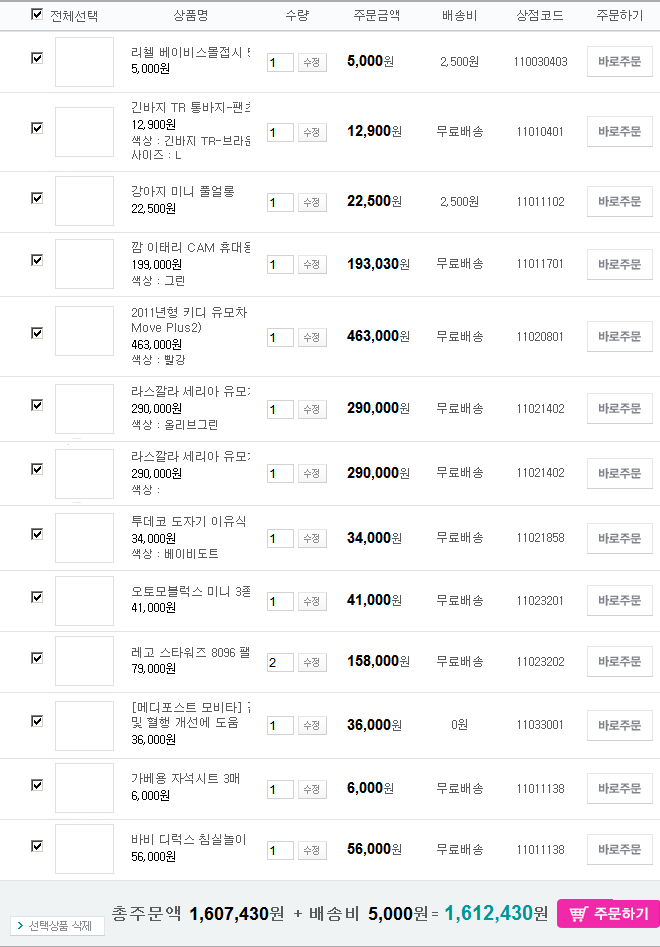 전체선택 상품명 수량 주문금액 배송비 상점코드 주문하기
리첼 베이비스몰접시
5,000원
1 수정 5,000원 2,500원 110030403 바로주문
긴바지 TR 통바지-팬츠
12,900원
색상 : 긴바지 TR-브라운
사이즈 : L
1 수정 12,900원 무료배송 11010401 바로주문
강아지 미니 풀얼롱
22,500원
1 수정 22,500원 2,500원 11011102 바로주문
깜 이태리 CAM 휴대용
199,000원
색상 : 그린
1 수정 193,030원 무료배송 11011701 바로주문
2011년형 키디 유모차
Move Plus2)
463,000원
색상 : 빨강
1 수정 463,000원 무료배송 11020801 바로주문
라스깔라 세리아 유모차
290,000원
색상 : 올리브그린
1 수정 290,000원 무료배송 11021402 바로주문
라스깔라 세리아 유모차
290,000원
색상 :
1 수정 290,000원 무료배송 11021402 바로주문
투데코 도자기 이유식
34,000원
색상 : 베이비도트
1 수정 34,000원 무료배송 11021858 바로주문
오토모블럭스 미니 3종
41,000원
1 수정 41,000원 무료배송 11023201 바로주문
레고 스타워즈 8096 팰
79,000원
2 수정 158,000원 무료배송 11023202 바로주문
[메디포스트 모비타]
및 혈행 개선에 도움
36,000원
1 수정 36,000원 0원 11033001 바로주문
가베용 자석시트 3매
6,000원
1 수정 6,000원 무료배송 11011138 바로주문
바비 디럭스 침실놀이
56,000원
1 수정 56,000원 무료배송 11011138 바로주문
> 선택상품 삭제 총주문액 1,607,430원 + 배송비 5,000원= 1,612,430원 주문하기